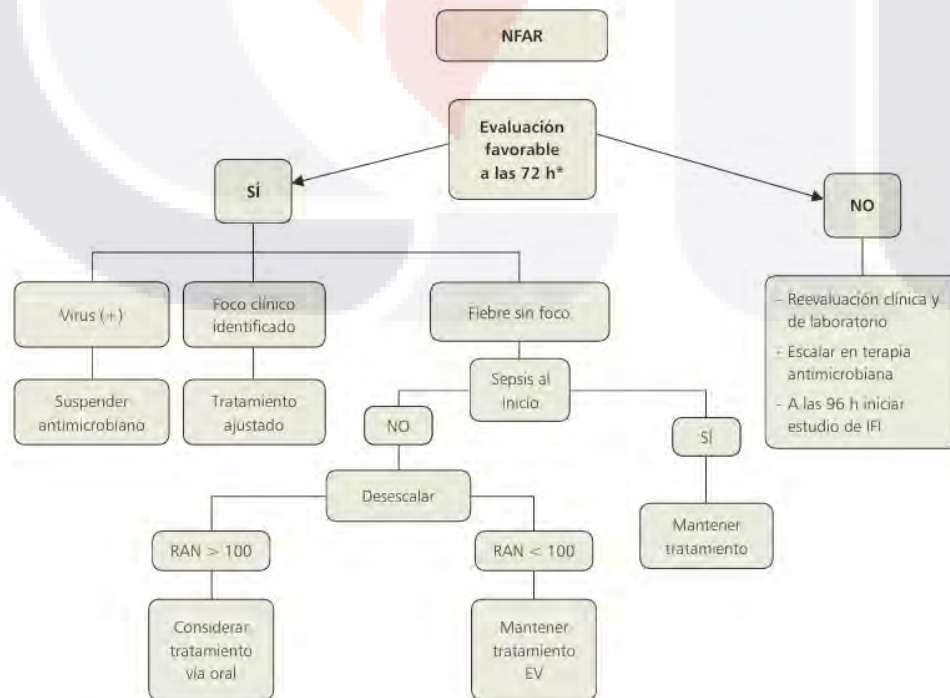 NFAR
Evaluación
favorable
a las 72 h*
SÍ
NO
Virus (+)
Foco clínico
identificado
Fiebre sin foco
- Reevaluación clínica y
de laboratorio
- Escalar en terapia
antimicrobiana
- A las 96 h iniciar
estudio de IFI
Suspender
antimicrobiano
Tratamiento
ajustado
Sepsis al
inicio
NO
SÍ
Desescalar
Mantener
tratamiento
RAN > 100
RAN < 100
Considerar
tratamiento
vía oral
Mantener
tratamiento
EV